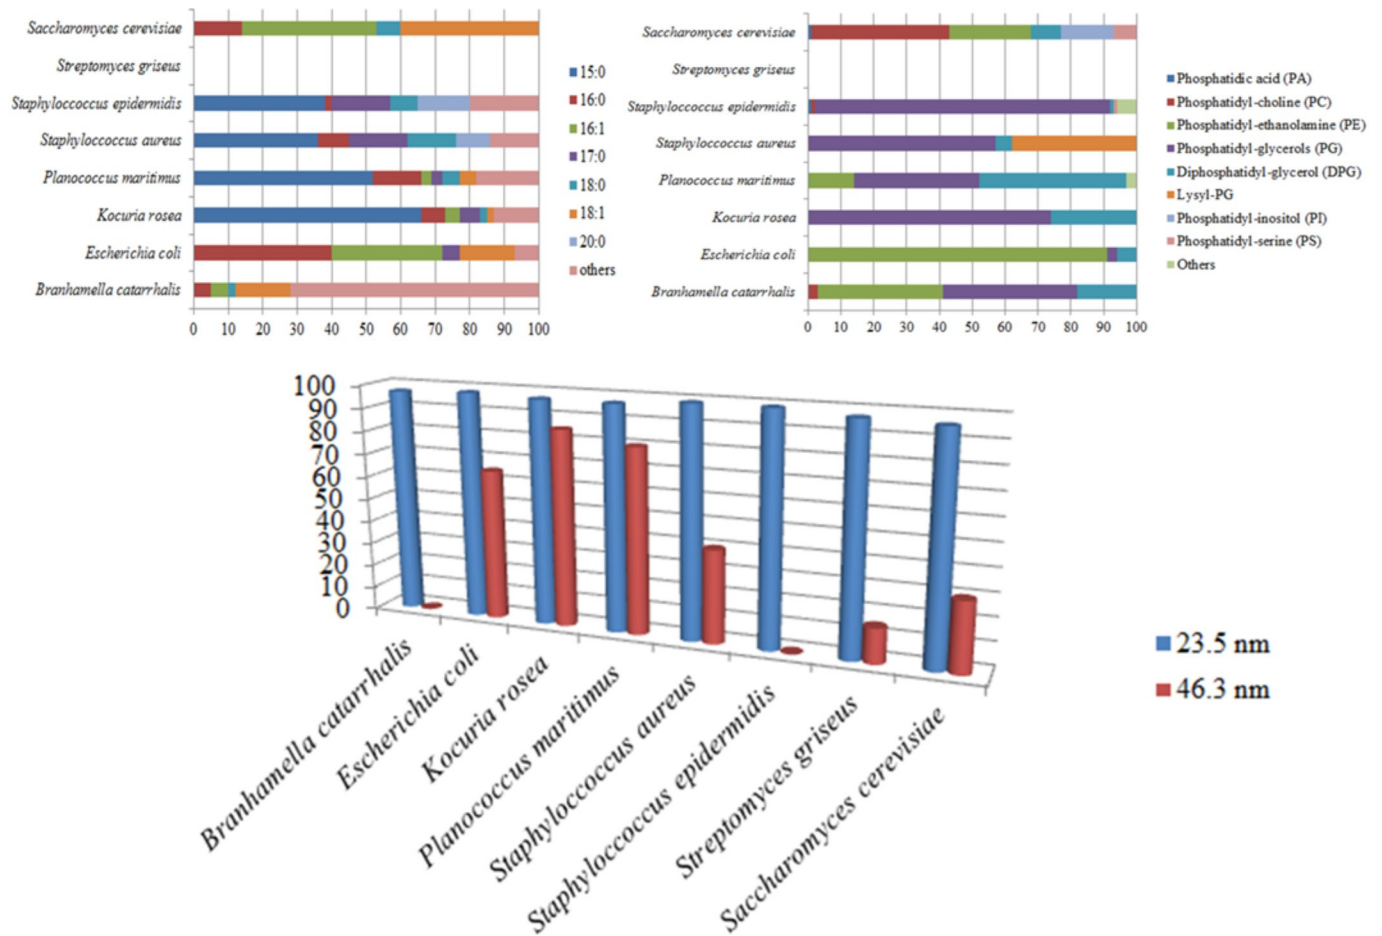 Saccharomyces cerevisiae
Streptomyces griseus
Staphyloccoccus epidermidis
Staphyloccoccus aureus
Planococcus maritimus
Kocuria rosea
Escherichia coli
Branhamella catarrhalis
0 10 20 30 40 50 60 70 80 90 100
15:0
16:0
16:1
17:0
18:0
18:1
20:0
others
Saccharomyces cerevisiae
Streptomyces griseus
Staphyloccoccus epidermidis
Staphyloccoccus aureus
Planococcus maritimus
Kocuria rosea
Escherichia coli
Branhamella catarrhalis
0 10 20 30 40 50 60 70 80 90 100
Phosphatidic acid (PA)
Phosphatidyl-choline (PC)
Phosphatidyl-ethanolamine (PE)
Phosphatidyl-glycerols (PG)
Diphosphatidyl-glycerol (DPG)
Lysyl-PG
Phosphatidyl-inositol (PI)
Phosphatidyl-serine (PS)
Others
100
90
80
70
60
50
40
30
20
10
0
Branhamella catarrhalis
Escherichia coli
Kocuria rosea
Planococcus maritimus
Staphyloccoccus aureus
Staphyloccoccus epidermidis
Streptomyces griseus
Saccharomyces cerevisiae
23.5 nm
46.3 nm